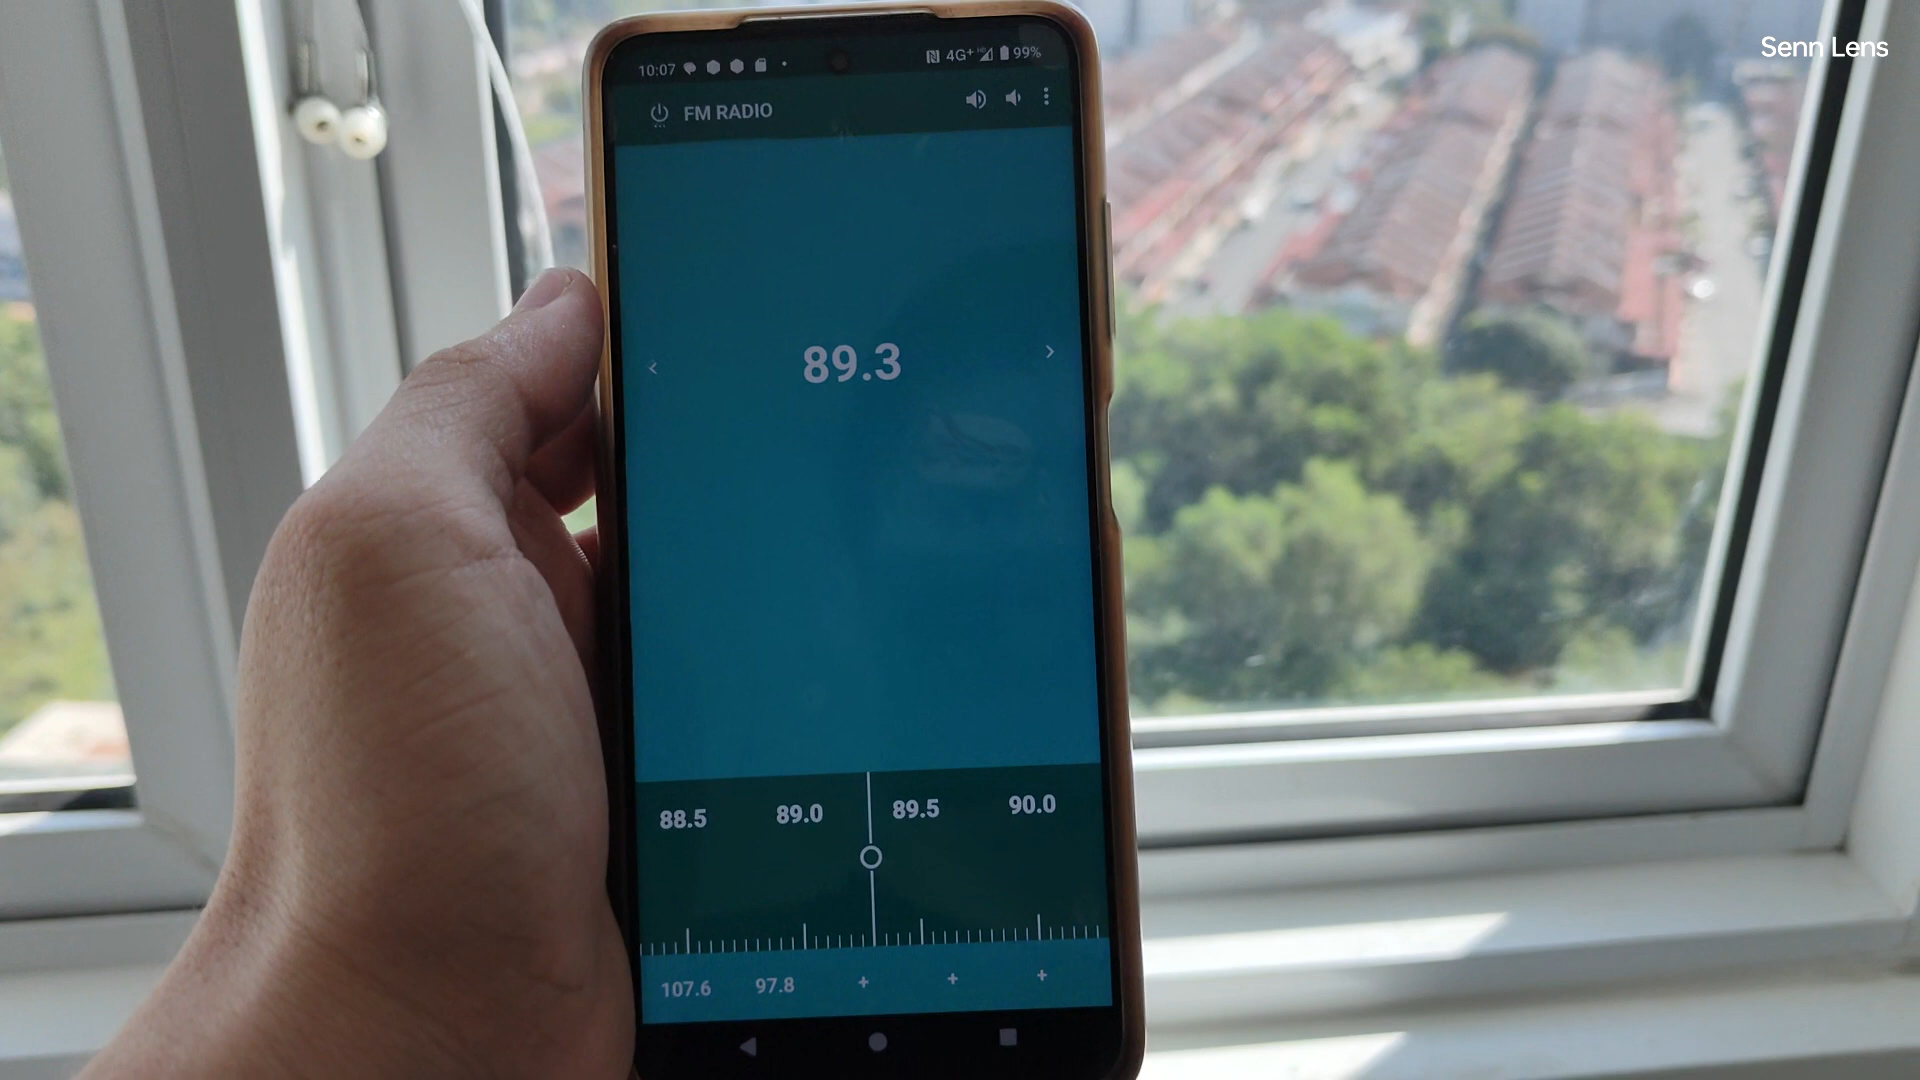 Senn Lens
10:07 4G+ 99%
FM RADIO
89.3
88.5 89.0 89.5 90.0
107.6 97.8 + + +